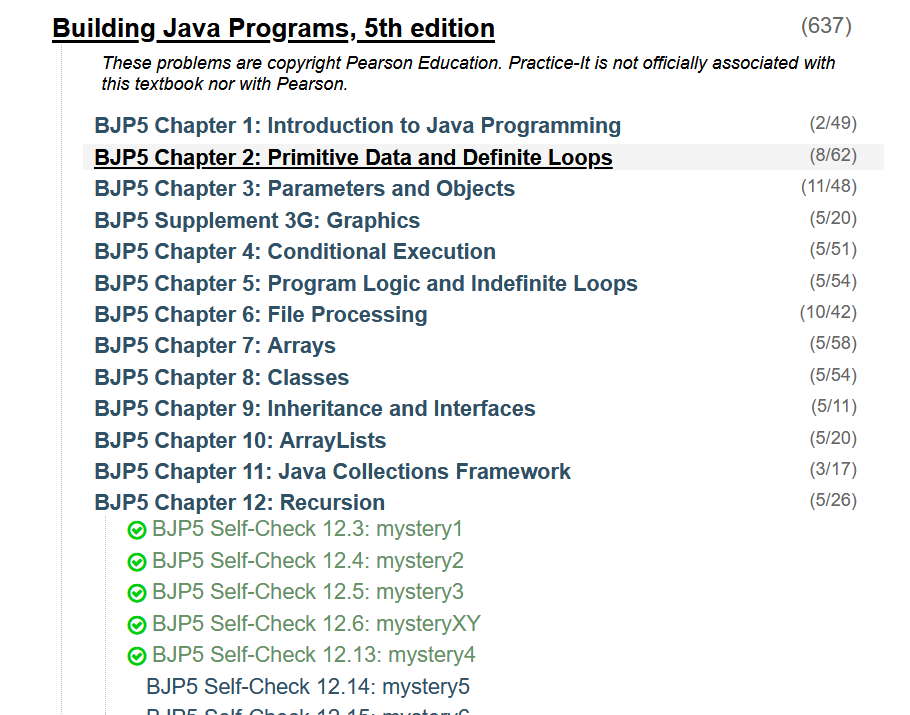 Building Java Programs, 5th edition (637)
These problems are copyright Pearson Education. Practice-It is not officially associated with
this textbook nor with Pearson.
BJP5 Chapter 1: Introduction to Java Programming (2/49)
BJP5 Chapter 2: Primitive Data and Definite Loops (8/62)
BJP5 Chapter 3: Parameters and Objects (11/48)
BJP5 Supplement 3G: Graphics (5/20)
BJP5 Chapter 4: Conditional Execution (5/51)
BJP5 Chapter 5: Program Logic and Indefinite Loops (5/54)
BJP5 Chapter 6: File Processing (10/42)
BJP5 Chapter 7: Arrays (5/58)
BJP5 Chapter 8: Classes (5/54)
BJP5 Chapter 9: Inheritance and Interfaces (5/11)
BJP5 Chapter 10: ArrayLists (5/20)
BJP5 Chapter 11: Java Collections Framework (3/17)
BJP5 Chapter 12: Recursion (5/26)
BJP5 Self-Check 12.3: mystery1
BJP5 Self-Check 12.4: mystery2
BJP5 Self-Check 12.5: mystery3
BJP5 Self-Check 12.6: mysteryXY
BJP5 Self-Check 12.13: mystery4
BJP5 Self-Check 12.14: mystery5
BJP5 Self-Check 12.15: mystery6